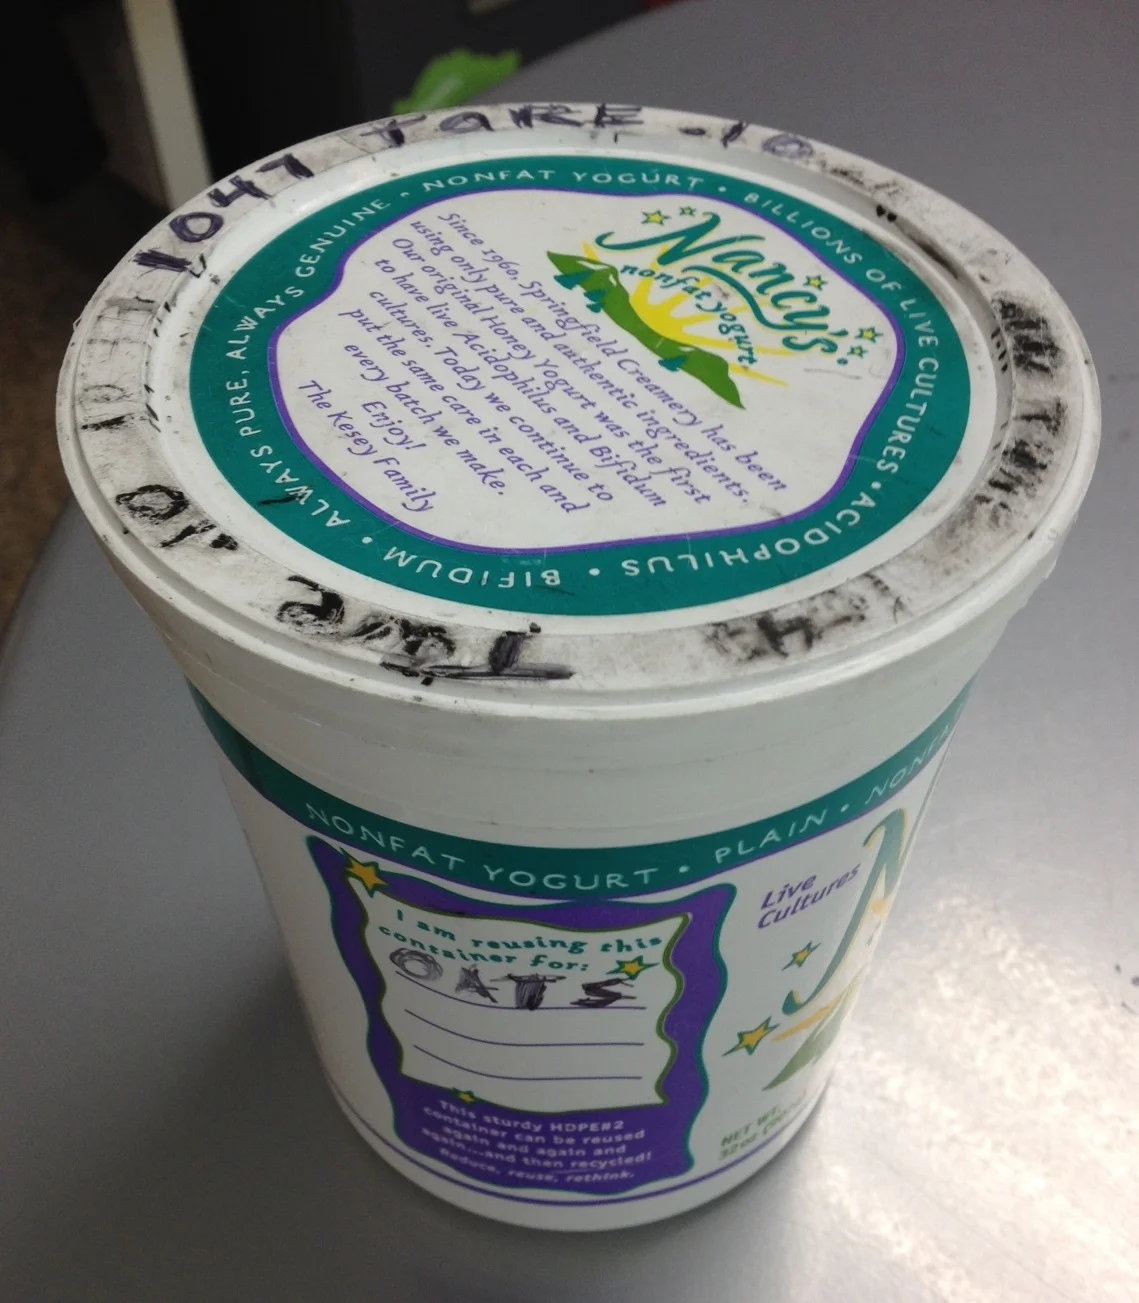 1047 TARE .10
Tare .10
NONFAT YOGURT • BILLIONS OF LIVE CULTURES • ACIDOPHILUS • BIFIDUM • ALWAYS PURE, ALWAYS GENUINE •
Nancy's
nonfat yogurt
Since 1960, Springfield Creamery has been
using only pure and authentic ingredients.
Our original Honey Yogurt was the first
to have live Acidophilus and Bifidum
cultures. Today we continue to
put the same care in each and
every batch we make.
Enjoy!
The Kesey Family
NONFAT YOGURT • PLAIN •
I am reusing this
container for:
OATS
This sturdy HDPE#2
container can be reused
again and again and
again...and then recycled!
Reduce, reuse, rethink.
Live
Cultures
NET WT.
32oz